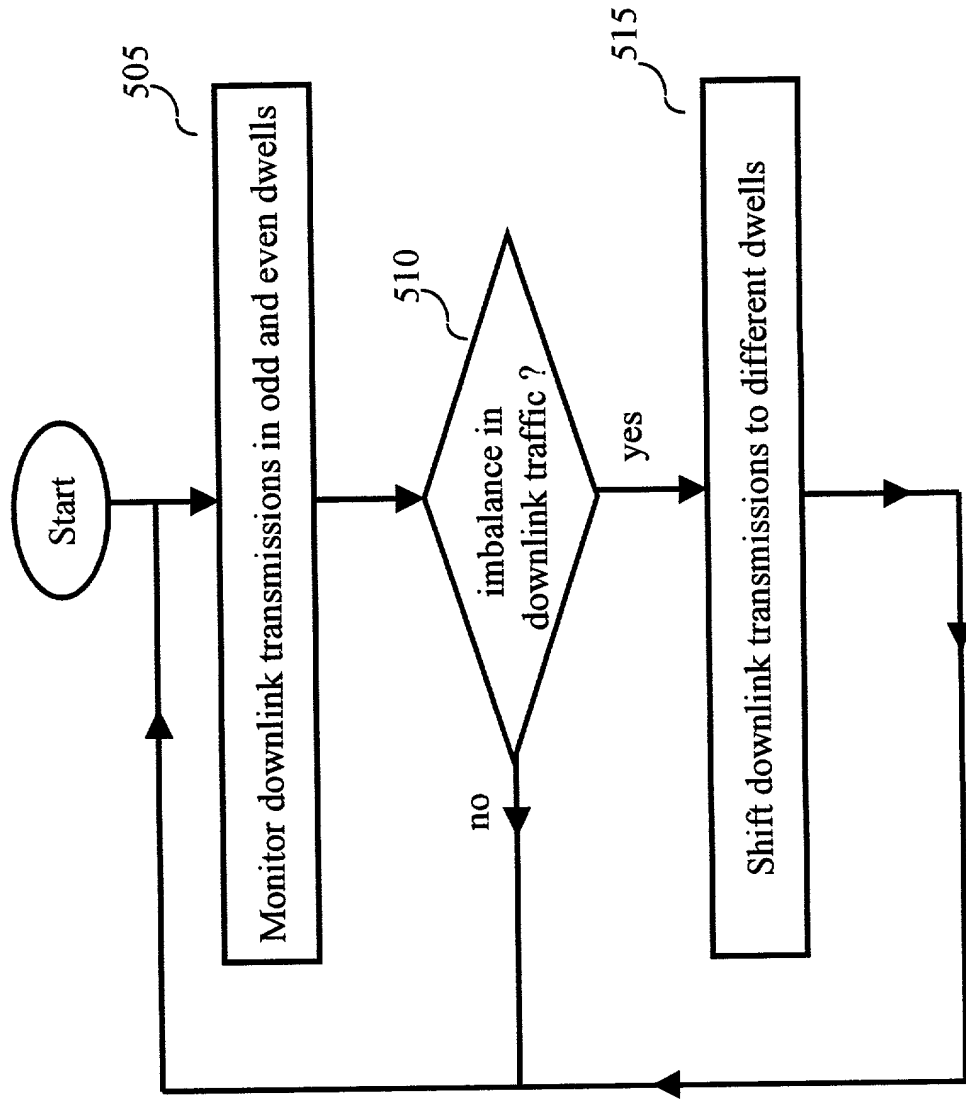 Start
505
Monitor downlink transmissions in odd and even dwells
510
imbalance in
downlink traffic ?
no
yes
515
Shift downlink transmissions to different dwells